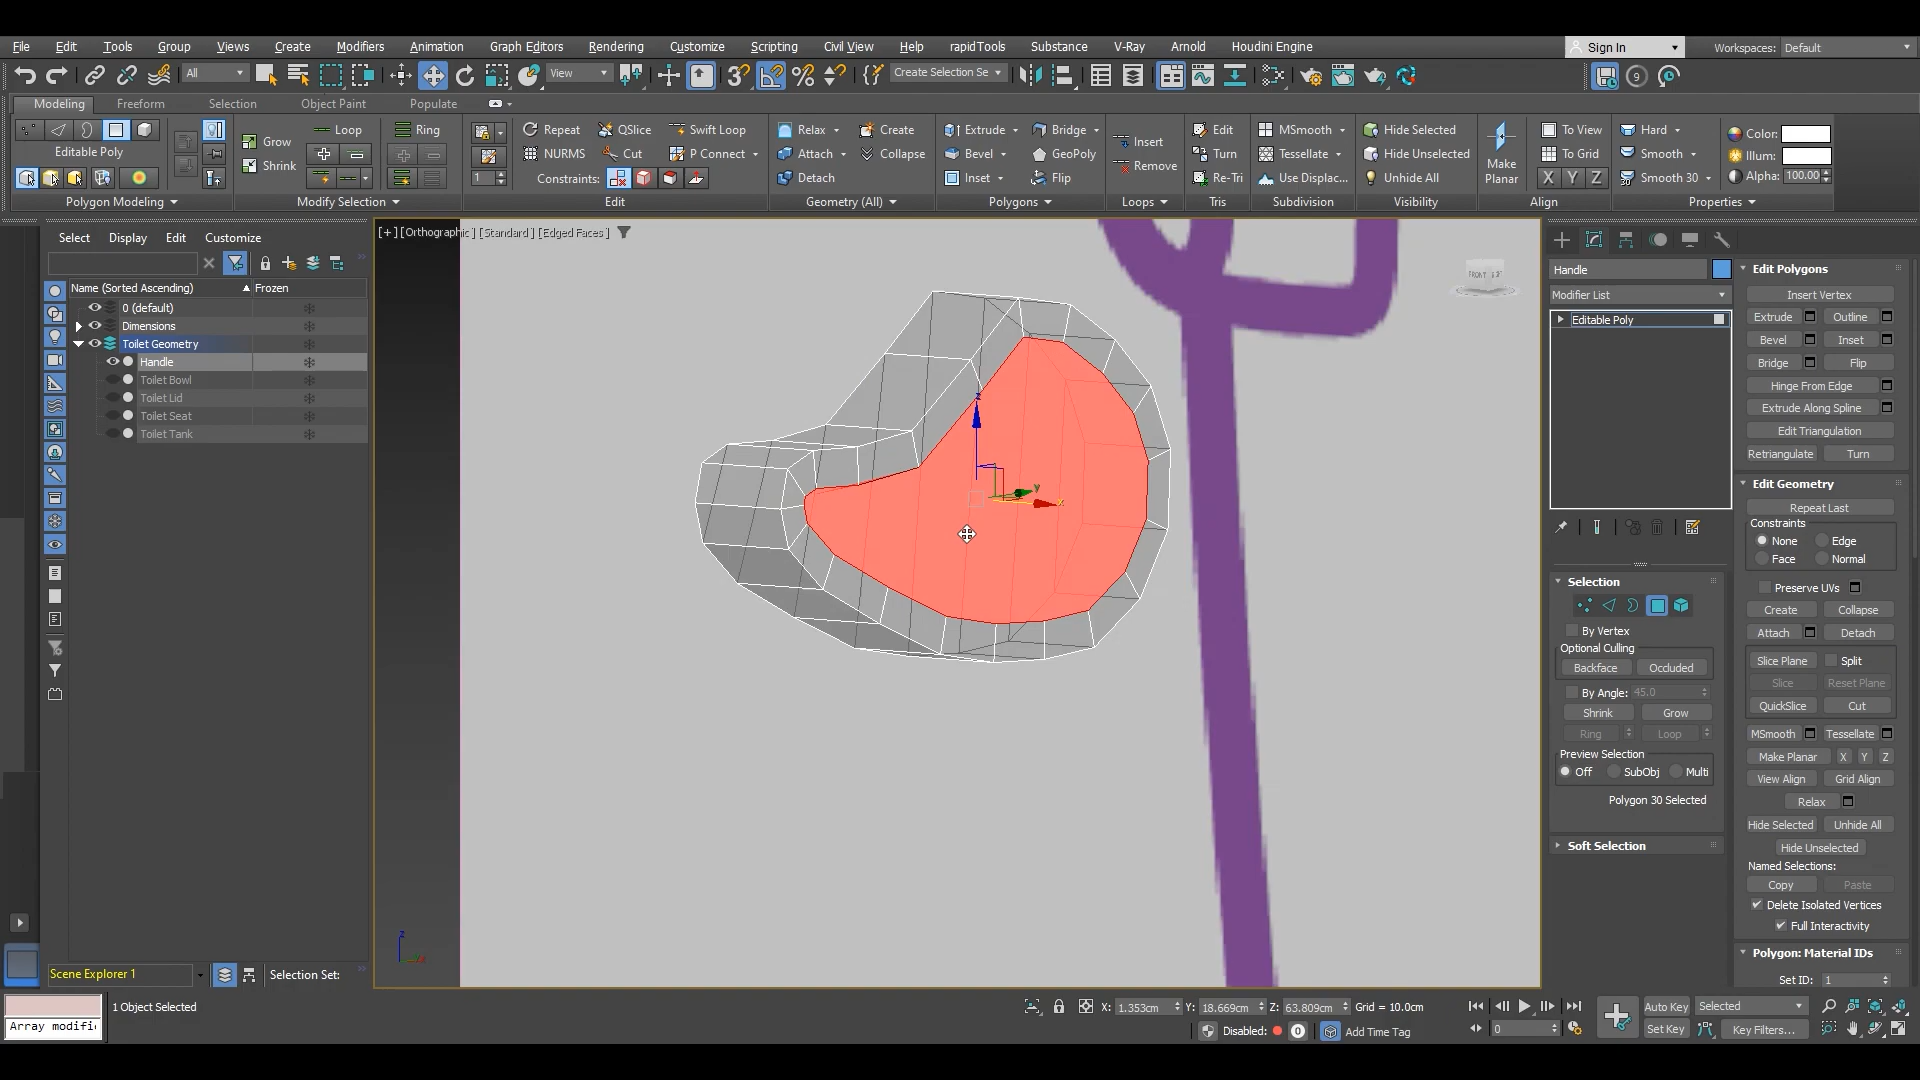 File Edit Tools Group Views Create Modifiers Animation Graph Editors Rendering Customize Scripting Civil View Help rapidTools Substance V-Ray Arnold Houdini Engine Sign In Workspaces: Default
All View Create Selection Se 9
Modeling Freeform Selection Object Paint Populate
Loop Ring Repeat QSlice Swift Loop Relax Create Extrude Bridge Edit MSmooth Hide Selected To View Hard Color:
Grow Insert
Editable Poly NURMS Cut P Connect Attach Collapse Bevel GeoPoly Turn Tessellate Hide Unselected To Grid Smooth Illum:
Shrink Remove Make Planar
1 Constraints: Detach Inset Flip Re-Tri Use Displac... Unhide All X Y Z Smooth 30 Alpha: 100.00
Polygon Modeling Modify Selection Edit Geometry (All) Polygons Loops Tris Subdivision Visibility Align Properties
Select Display Edit Customize
Name (Sorted Ascending) Frozen
0 (default)
Dimensions
Toilet Geometry
Handle
Toilet Bowl
Toilet Lid
Toilet Seat
Toilet Tank
Scene Explorer 1 Selection Set:
[+] [Orthographic ] [Standard ] [Edged Faces ]
FRONT
z
y
x
z
Handle
Modifier List
Editable Poly
Selection
By Vertex
Optional Culling
Backface Occluded
By Angle: 45.0
Shrink Grow
Ring Loop
Preview Selection
Off SubObj Multi
Polygon 30 Selected
Soft Selection
Edit Polygons
Insert Vertex
Extrude Outline
Bevel Inset
Bridge Flip
Hinge From Edge
Extrude Along Spline
Edit Triangulation
Retriangulate Turn
Edit Geometry
Repeat Last
Constraints
None Edge
Face Normal
Preserve UVs
Create Collapse
Attach Detach
Slice Plane Split
Slice Reset Plane
QuickSlice Cut
MSmooth Tessellate
Make Planar X Y Z
View Align Grid Align
Relax
Hide Selected Unhide All
Hide Unselected
Named Selections:
Copy Paste
Delete Isolated Vertices
Full Interactivity
Polygon: Material IDs
Set ID: 1
1 Object Selected X: 1.353cm Y: 18.669cm Z: 63.809cm Grid = 10.0cm Auto Key Selected
Array modifi Disabled: 0 Add Time Tag 0 Set Key Key Filters...